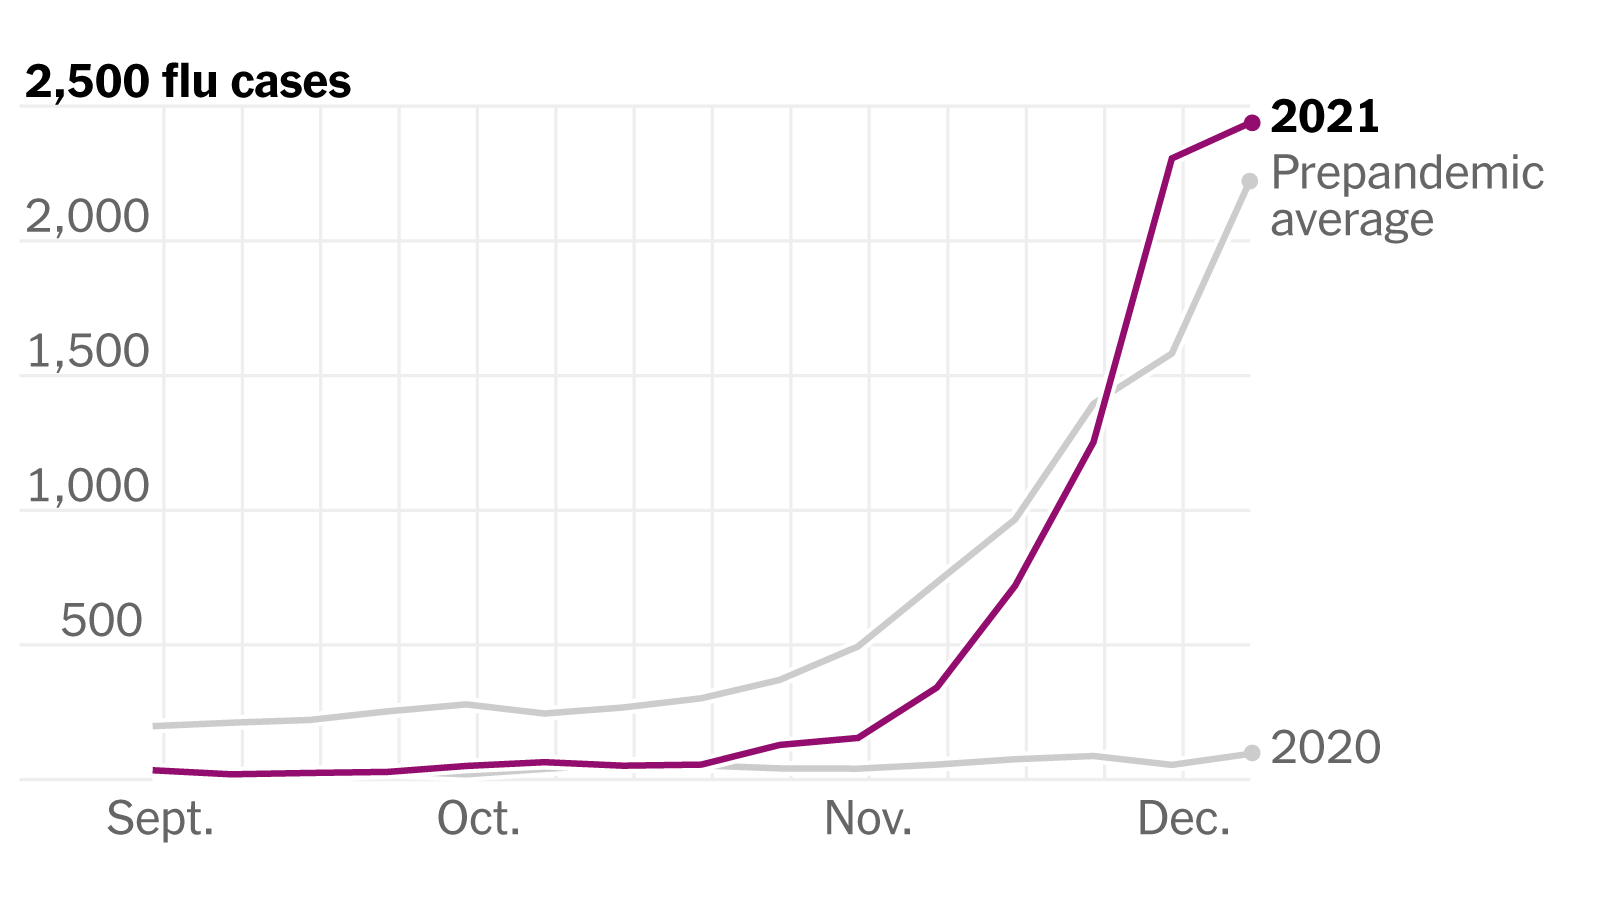 2,500 flu cases
2021
Prepandemic
average
2,000
1,500
1,000
500
2020
Sept.
Oct.
Nov.
Dec.